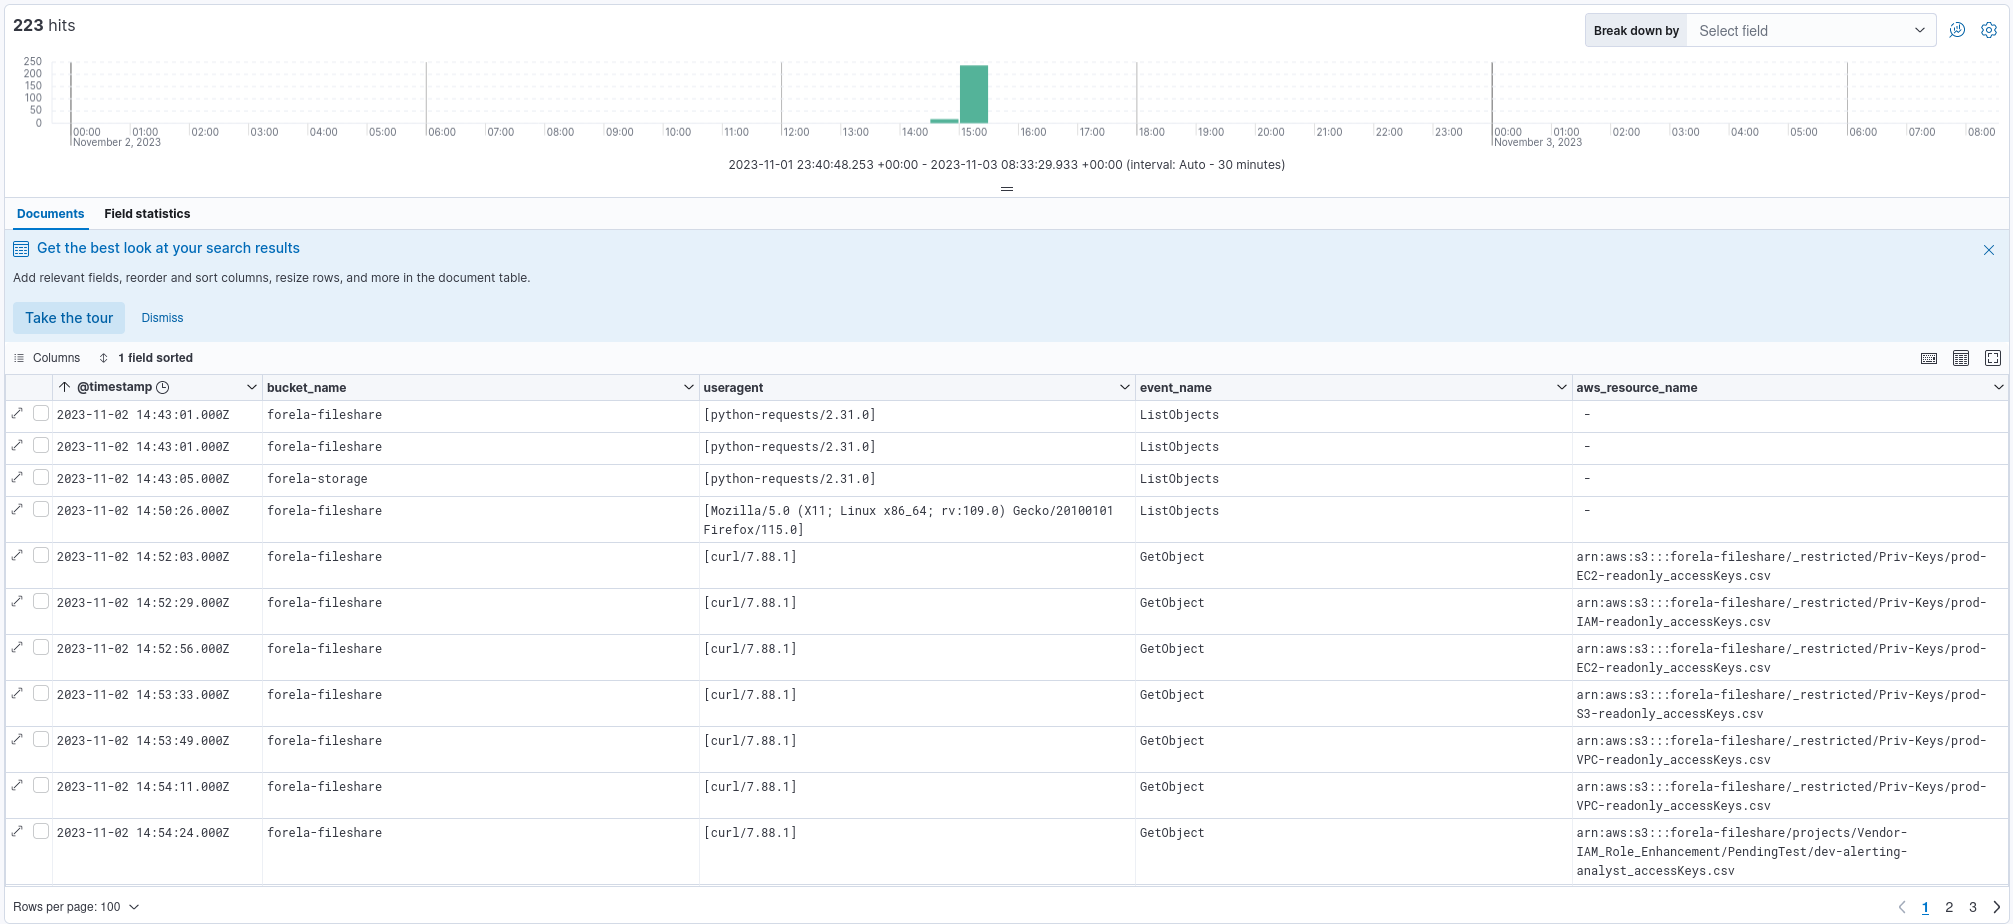 223 hits
Break down by Select field
250
200
150
100
50
0
00:00 01:00 02:00 03:00 04:00 05:00 06:00 07:00 08:00 09:00 10:00 11:00 12:00 13:00 14:00 15:00 16:00 17:00 18:00 19:00 20:00 21:00 22:00 23:00 00:00 01:00 02:00 03:00 04:00 05:00 06:00 07:00 08:00
November 2, 2023 November 3, 2023
2023-11-01 23:40:48.253 +00:00 - 2023-11-03 08:33:29.933 +00:00 (interval: Auto - 30 minutes)
Documents Field statistics
Get the best look at your search results
Add relevant fields, reorder and sort columns, resize rows, and more in the document table.
Take the tour Dismiss
Columns 1 field sorted
@timestamp bucket_name useragent event_name aws_resource_name
2023-11-02 14:43:01.000Z forela-fileshare [python-requests/2.31.0] ListObjects -
2023-11-02 14:43:01.000Z forela-fileshare [python-requests/2.31.0] ListObjects -
2023-11-02 14:43:05.000Z forela-storage [python-requests/2.31.0] ListObjects -
2023-11-02 14:50:26.000Z forela-fileshare [Mozilla/5.0 (X11; Linux x86_64; rv:109.0) Gecko/20100101 ListObjects -
Firefox/115.0]
2023-11-02 14:52:03.000Z forela-fileshare [curl/7.88.1] GetObject arn:aws:s3:::forela-fileshare/_restricted/Priv-Keys/prod-
EC2-readonly_accessKeys.csv
2023-11-02 14:52:29.000Z forela-fileshare [curl/7.88.1] GetObject arn:aws:s3:::forela-fileshare/_restricted/Priv-Keys/prod-
IAM-readonly_accessKeys.csv
2023-11-02 14:52:56.000Z forela-fileshare [curl/7.88.1] GetObject arn:aws:s3:::forela-fileshare/_restricted/Priv-Keys/prod-
EC2-readonly_accessKeys.csv
2023-11-02 14:53:33.000Z forela-fileshare [curl/7.88.1] GetObject arn:aws:s3:::forela-fileshare/_restricted/Priv-Keys/prod-
S3-readonly_accessKeys.csv
2023-11-02 14:53:49.000Z forela-fileshare [curl/7.88.1] GetObject arn:aws:s3:::forela-fileshare/_restricted/Priv-Keys/prod-
VPC-readonly_accessKeys.csv
2023-11-02 14:54:11.000Z forela-fileshare [curl/7.88.1] GetObject arn:aws:s3:::forela-fileshare/_restricted/Priv-Keys/prod-
VPC-readonly_accessKeys.csv
2023-11-02 14:54:24.000Z forela-fileshare [curl/7.88.1] GetObject arn:aws:s3:::forela-fileshare/projects/Vendor-
IAM_Role_Enhancement/PendingTest/dev-alerting-
analyst_accessKeys.csv
Rows per page: 100 1 2 3